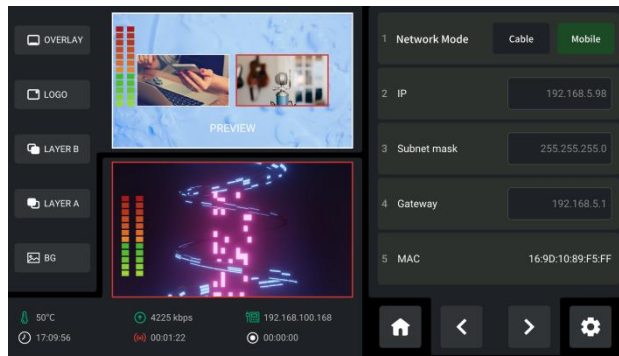 OVERLAY
LOGO
LAYER B
LAYER A
BG
PREVIEW
50°C
4225 kbps
192.168.100.168
17:09:56
00:01:22
00:00:00
1 Network Mode Cable Mobile
2 IP 192.168.5.98
3 Subnet mask 255.255.255.0
4 Gateway 192.168.5.1
5 MAC 16:9D:10:89:F5:FF